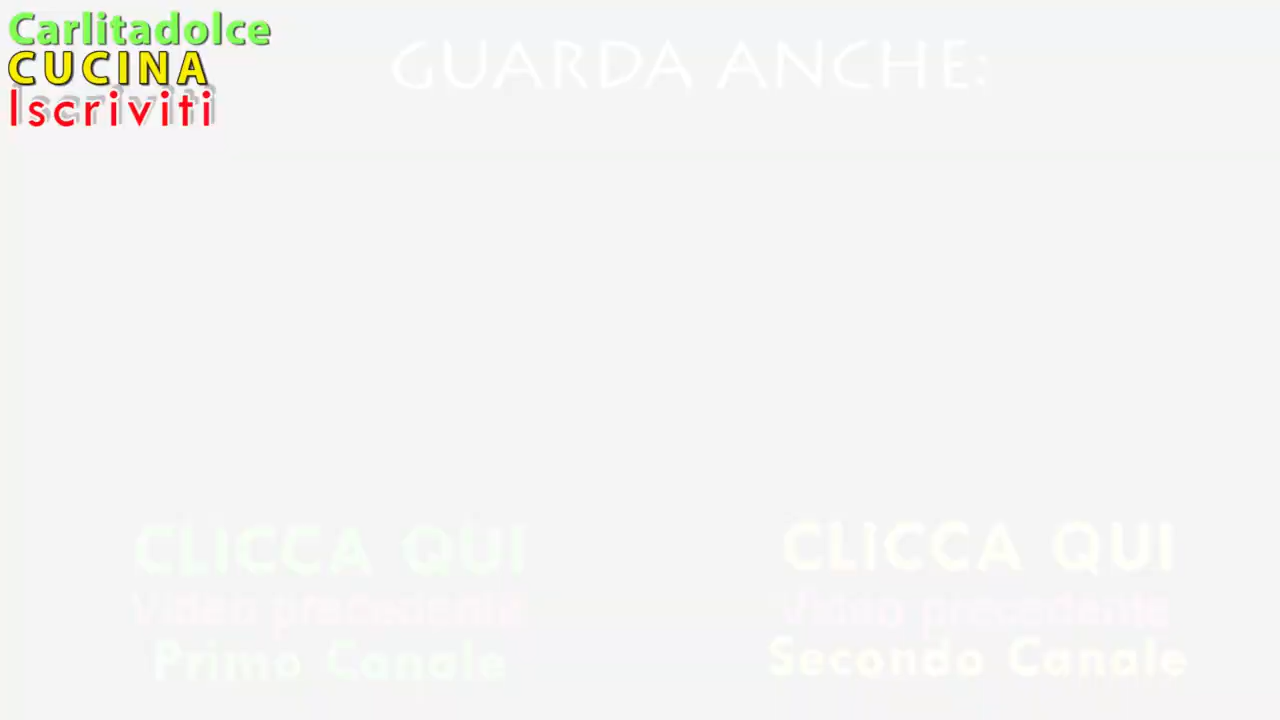 Carlitadolce
CUCINA
Iscriviti
GUARDA ANCHE:
CLICCA QUI
Video precedente
Primo Canale
CLICCA QUI
Video precedente
Secondo Canale